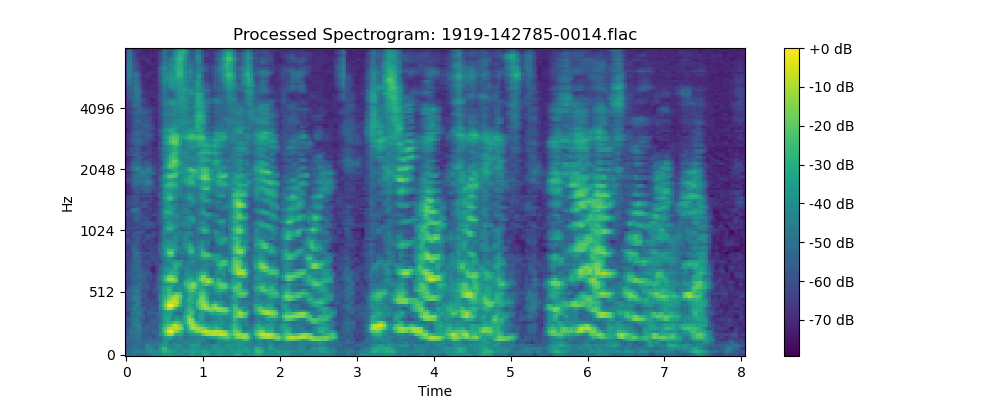 Processed Spectrogram: 1919-142785-0014.flac
+0 dB
4096
-10 dB
-20 dB
2048
-30 dB
Hz
1024
-40 dB
-50 dB
512
-60 dB
-70 dB
0
0 1 2 3 4 5 6 7 8
Time